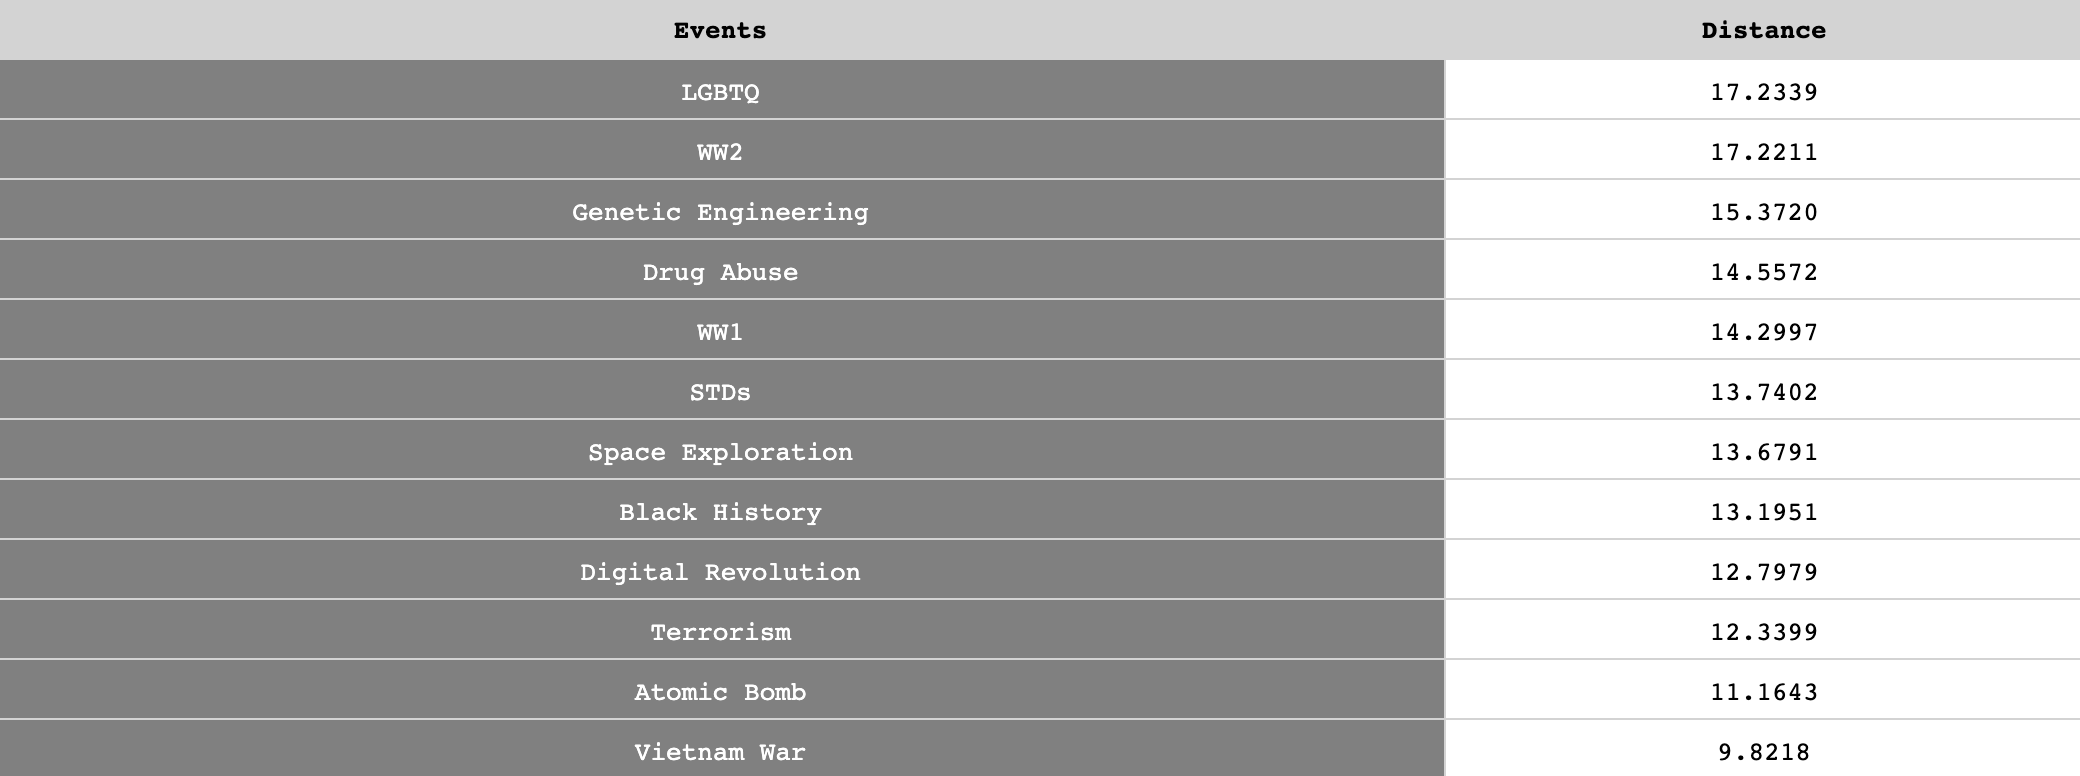 Events Distance
LGBTQ 17.2339
WW2 17.2211
Genetic Engineering 15.3720
Drug Abuse 14.5572
WW1 14.2997
STDs 13.7402
Space Exploration 13.6791
Black History 13.1951
Digital Revolution 12.7979
Terrorism 12.3399
Atomic Bomb 11.1643
Vietnam War 9.8218